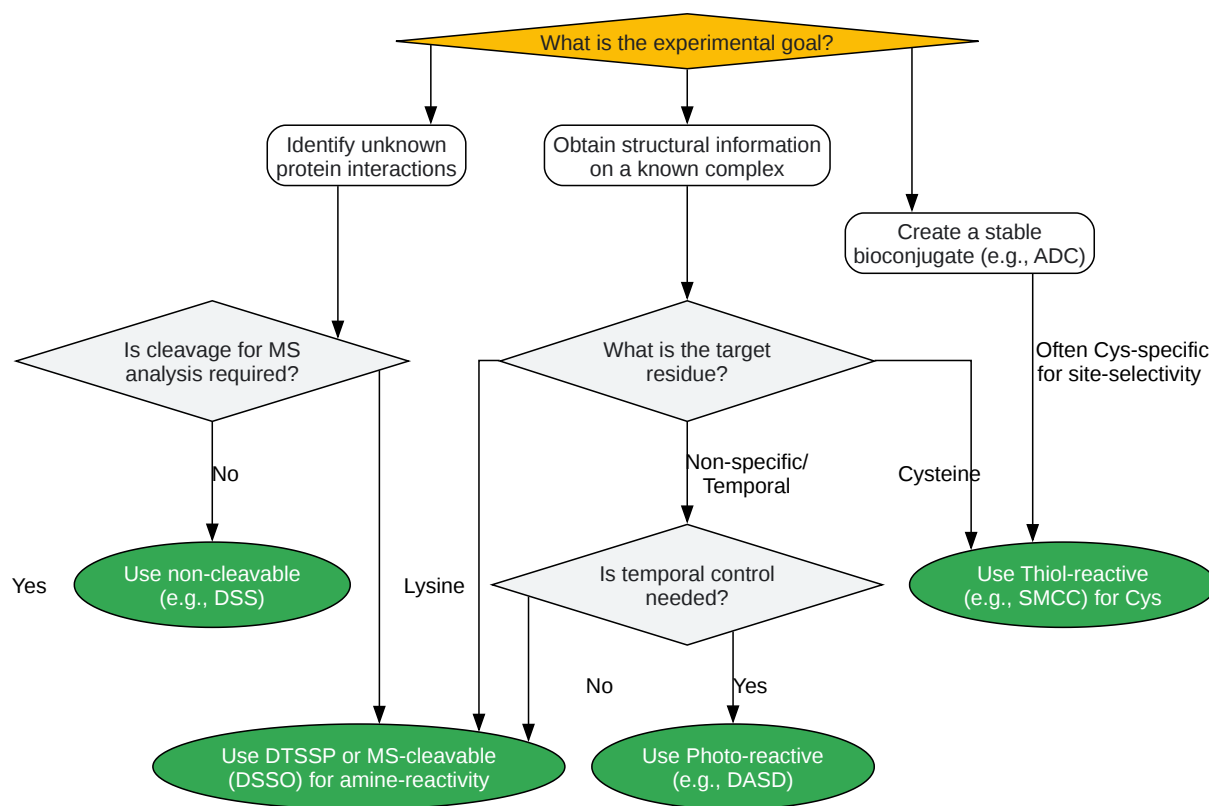 What is the experimental goal?
Identify unknown
protein interactions
Obtain structural information
on a known complex
Create a stable
bioconjugate (e.g., ADC)
Is cleavage for MS
analysis required?
What is the target
residue?
Often Cys-specific
for site-selectivity
No
Non-specific/
Temporal
Cysteine
Yes
Use non-cleavable
(e.g., DSS)
Lysine
Is temporal control
needed?
Use Thiol-reactive
(e.g., SMCC) for Cys
No
Yes
Use DTSSP or MS-cleavable
(DSSO) for amine-reactivity
Use Photo-reactive
(e.g., DASD)